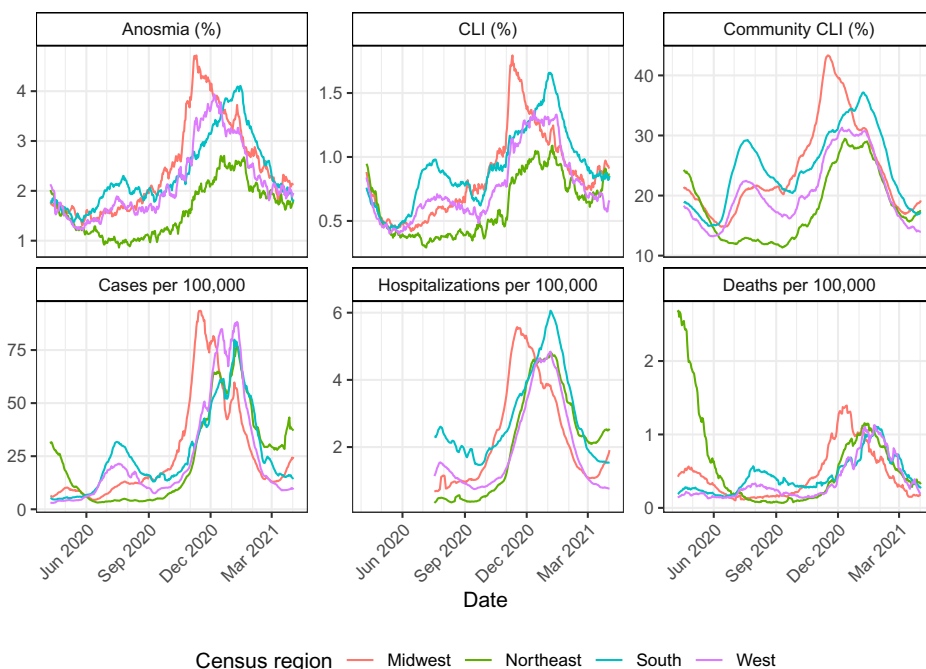 Anosmia (%)
CLI (%)
Community CLI (%)
4
3
2
1
1.5
1.0
0.5
40
30
20
10
Cases per 100,000
Hospitalizations per 100,000
Deaths per 100,000
75
50
25
0
6
4
2
2
1
0
Jun 2020
Sep 2020
Dec 2020
Mar 2021
Jun 2020
Sep 2020
Dec 2020
Mar 2021
Jun 2020
Sep 2020
Dec 2020
Mar 2021
Date
Census region Midwest Northeast South West